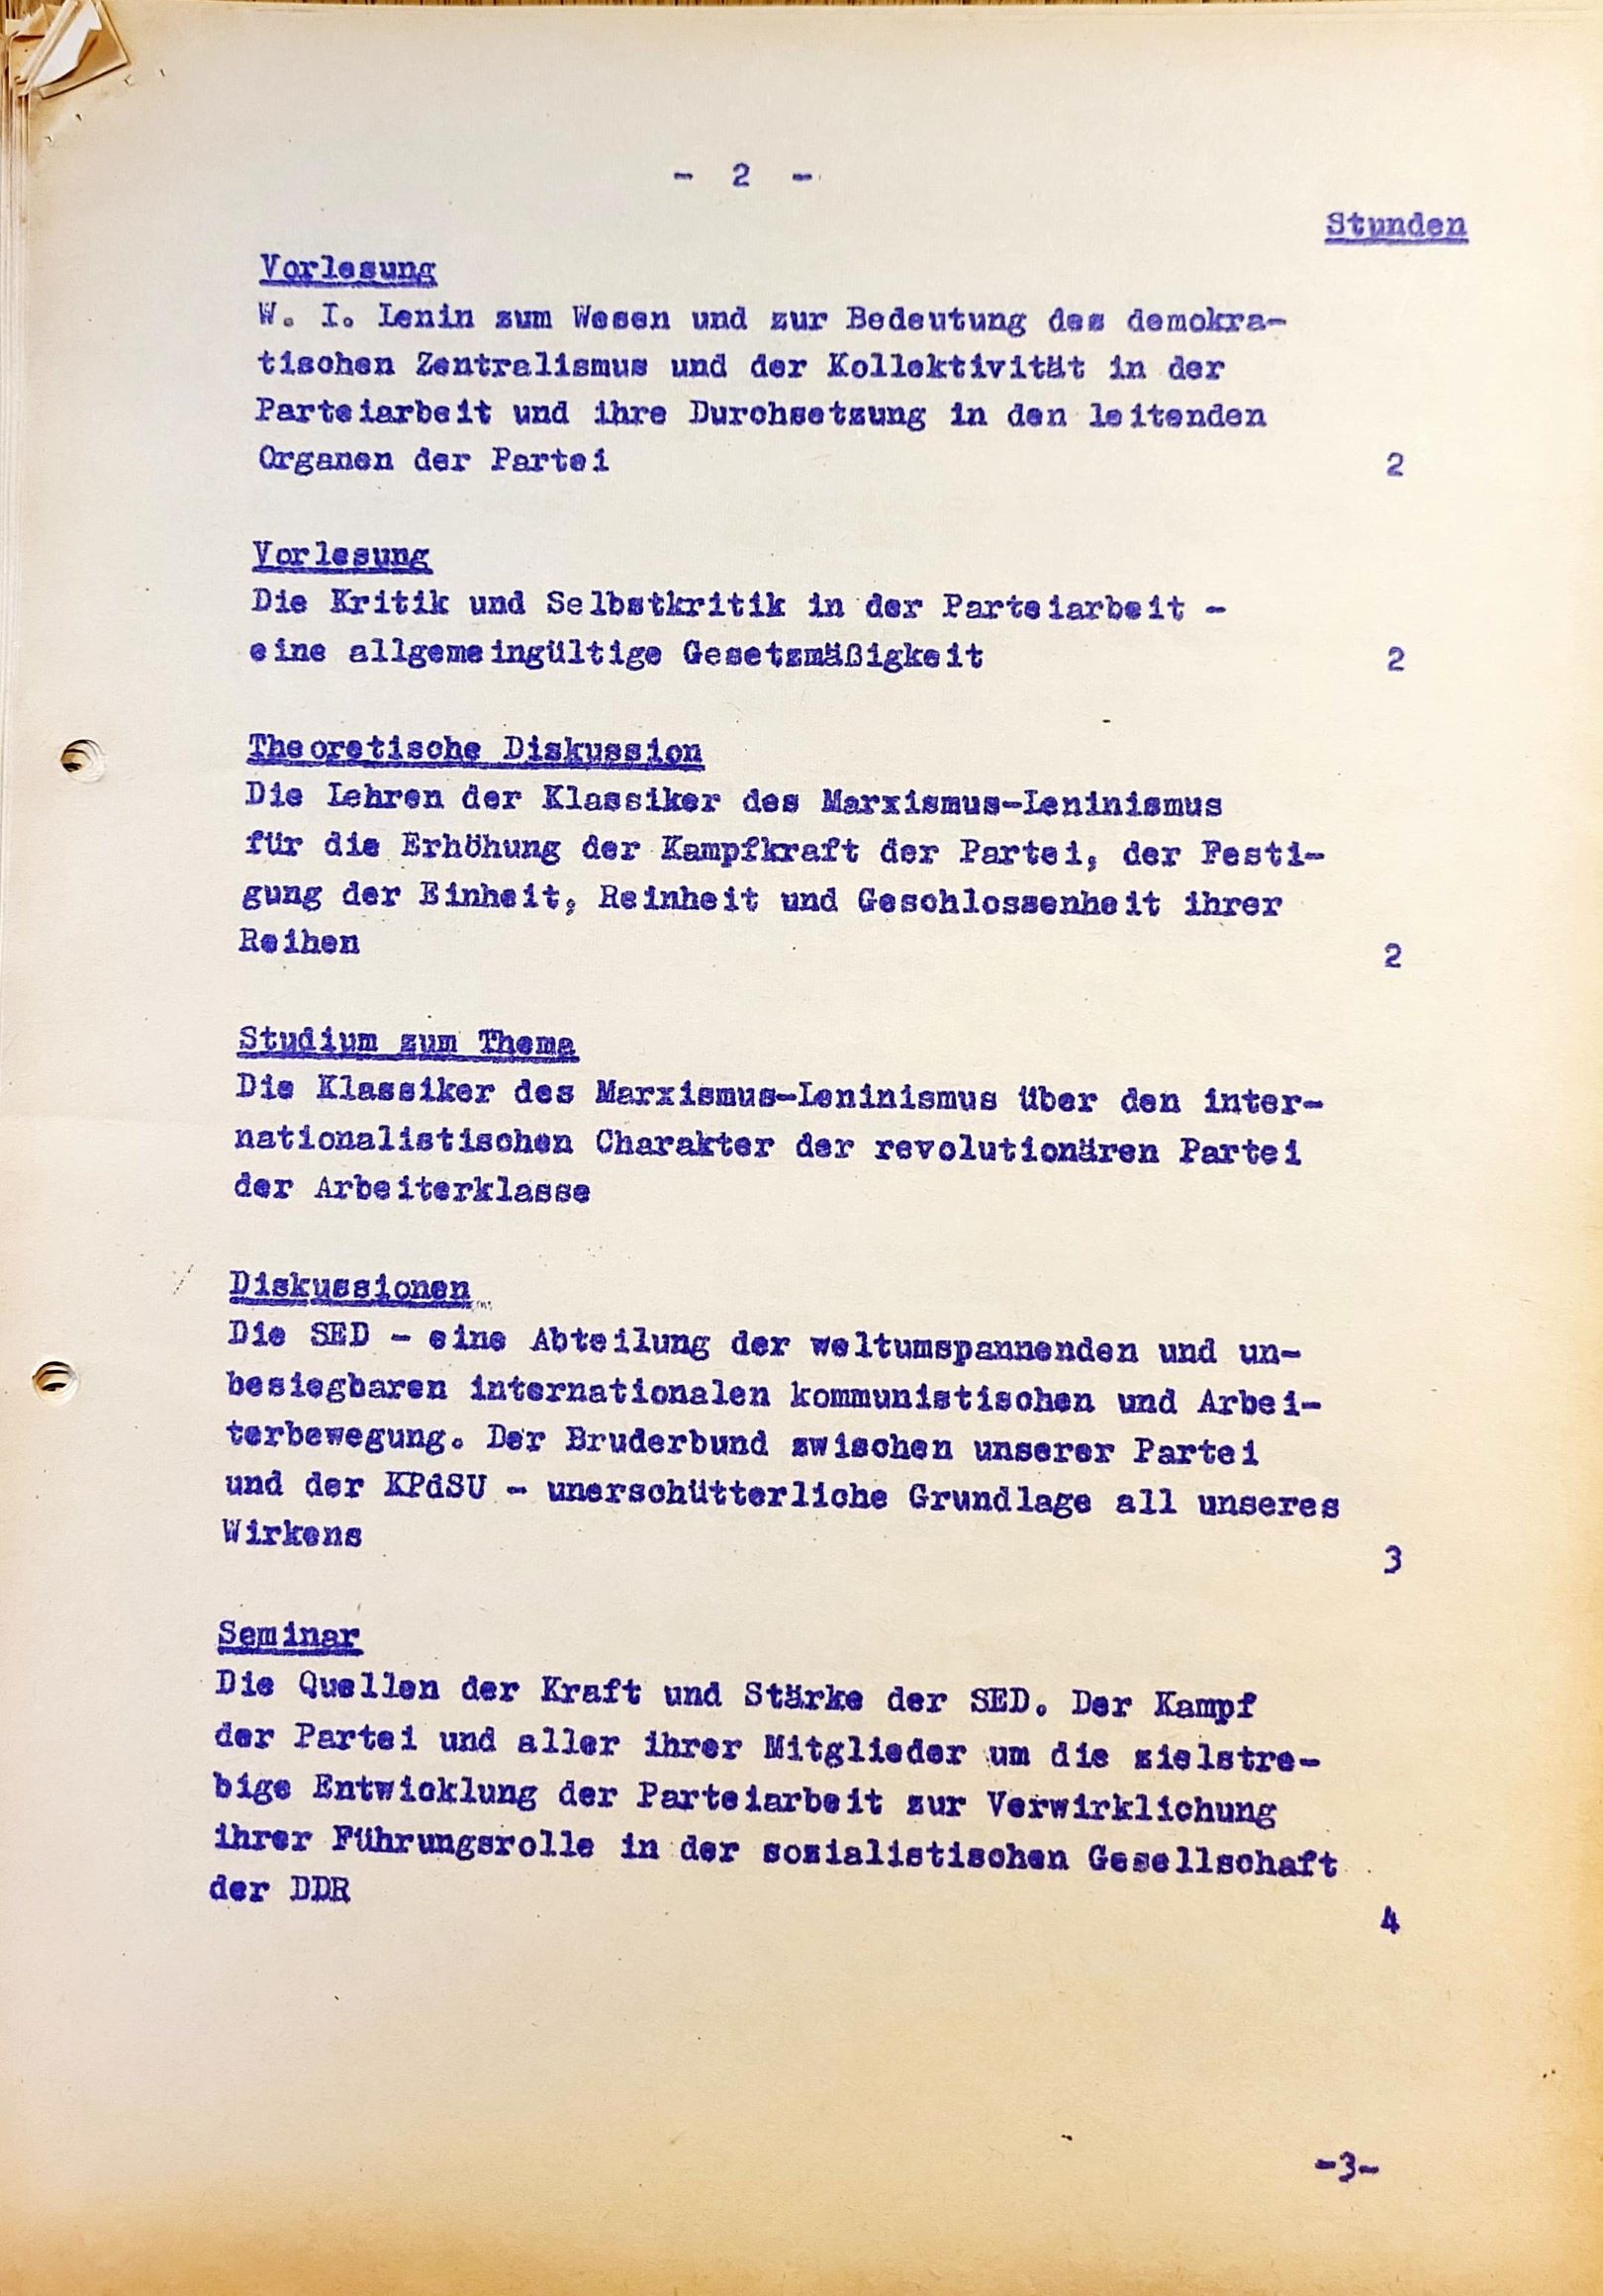 - 2 -
Stunden
Vorlesung
W. I. Lenin zum Wesen und zur Bedeutung des demokra-
tischen Zentralismus und der Kollektivität in der
Parteiarbeit und ihre Durchsetzung in den leitenden
Organen der Partei 2
Vorlesung
Die Kritik und Selbstkritik in der Parteiarbeit -
eine allgemeingültige Gesetzmäßigkeit 2
Theoretische Diskussion
Die Lehren der Klassiker des Marxismus-Leninismus
für die Erhöhung der Kampfkraft der Partei, der Festi-
gung der Einheit, Reinheit und Geschlossenheit ihrer
Reihen 2
Studium zum Thema
Die Klassiker des Marxismus-Leninismus über den inter-
nationalistischen Charakter der revolutionären Partei
der Arbeiterklasse
Diskussionen
Die SED - eine Abteilung der weltumspannenden und un-
besiegbaren internationalen kommunistischen und Arbei-
terbewegung. Der Bruderbund zwischen unserer Partei
und der KPdSU - unerschütterliche Grundlage all unseres
Wirkens 3
Seminar
Die Quellen der Kraft und Stärke der SED. Der Kampf
der Partei und aller ihrer Mitglieder um die zielstre-
bige Entwicklung der Parteiarbeit zur Verwirklichung
ihrer Führungsrolle in der sozialistischen Gesellschaft
der DDR 4
-3-